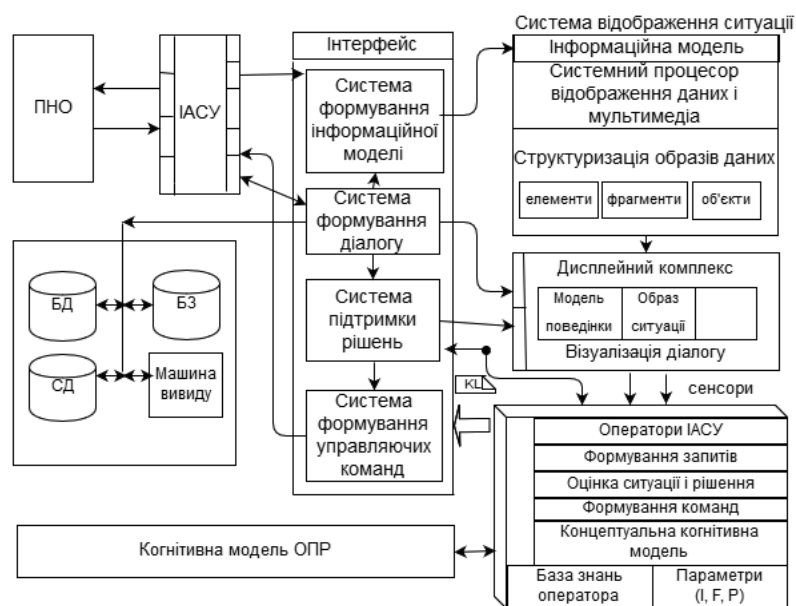 Система відображення ситуації
Інформаційна модель
Системний процесор
відображення даних і
мультимедіа
Структуризація образів даних
елементи
фрагменти
об'єкти
ПНО
ІАСУ
Інтерфейс
Система
формування
інформаційної
моделі
Система
формування
діалогу
Система
підтримки
рішень
Система
формування
управляючих
команд
БД
БЗ
СД
Машина
вивиду
Дисплейний комплекс
Модель
поведінки
Образ
ситуації
Візуалізація діалогу
KL
сенсори
Оператори ІАСУ
Формування запитів
Оцінка ситуації і рішення
Формування команд
Концептуальна когнітивна
модель
База знань
оператора
Параметри
(I, F, P)
Когнітивна модель ОПР